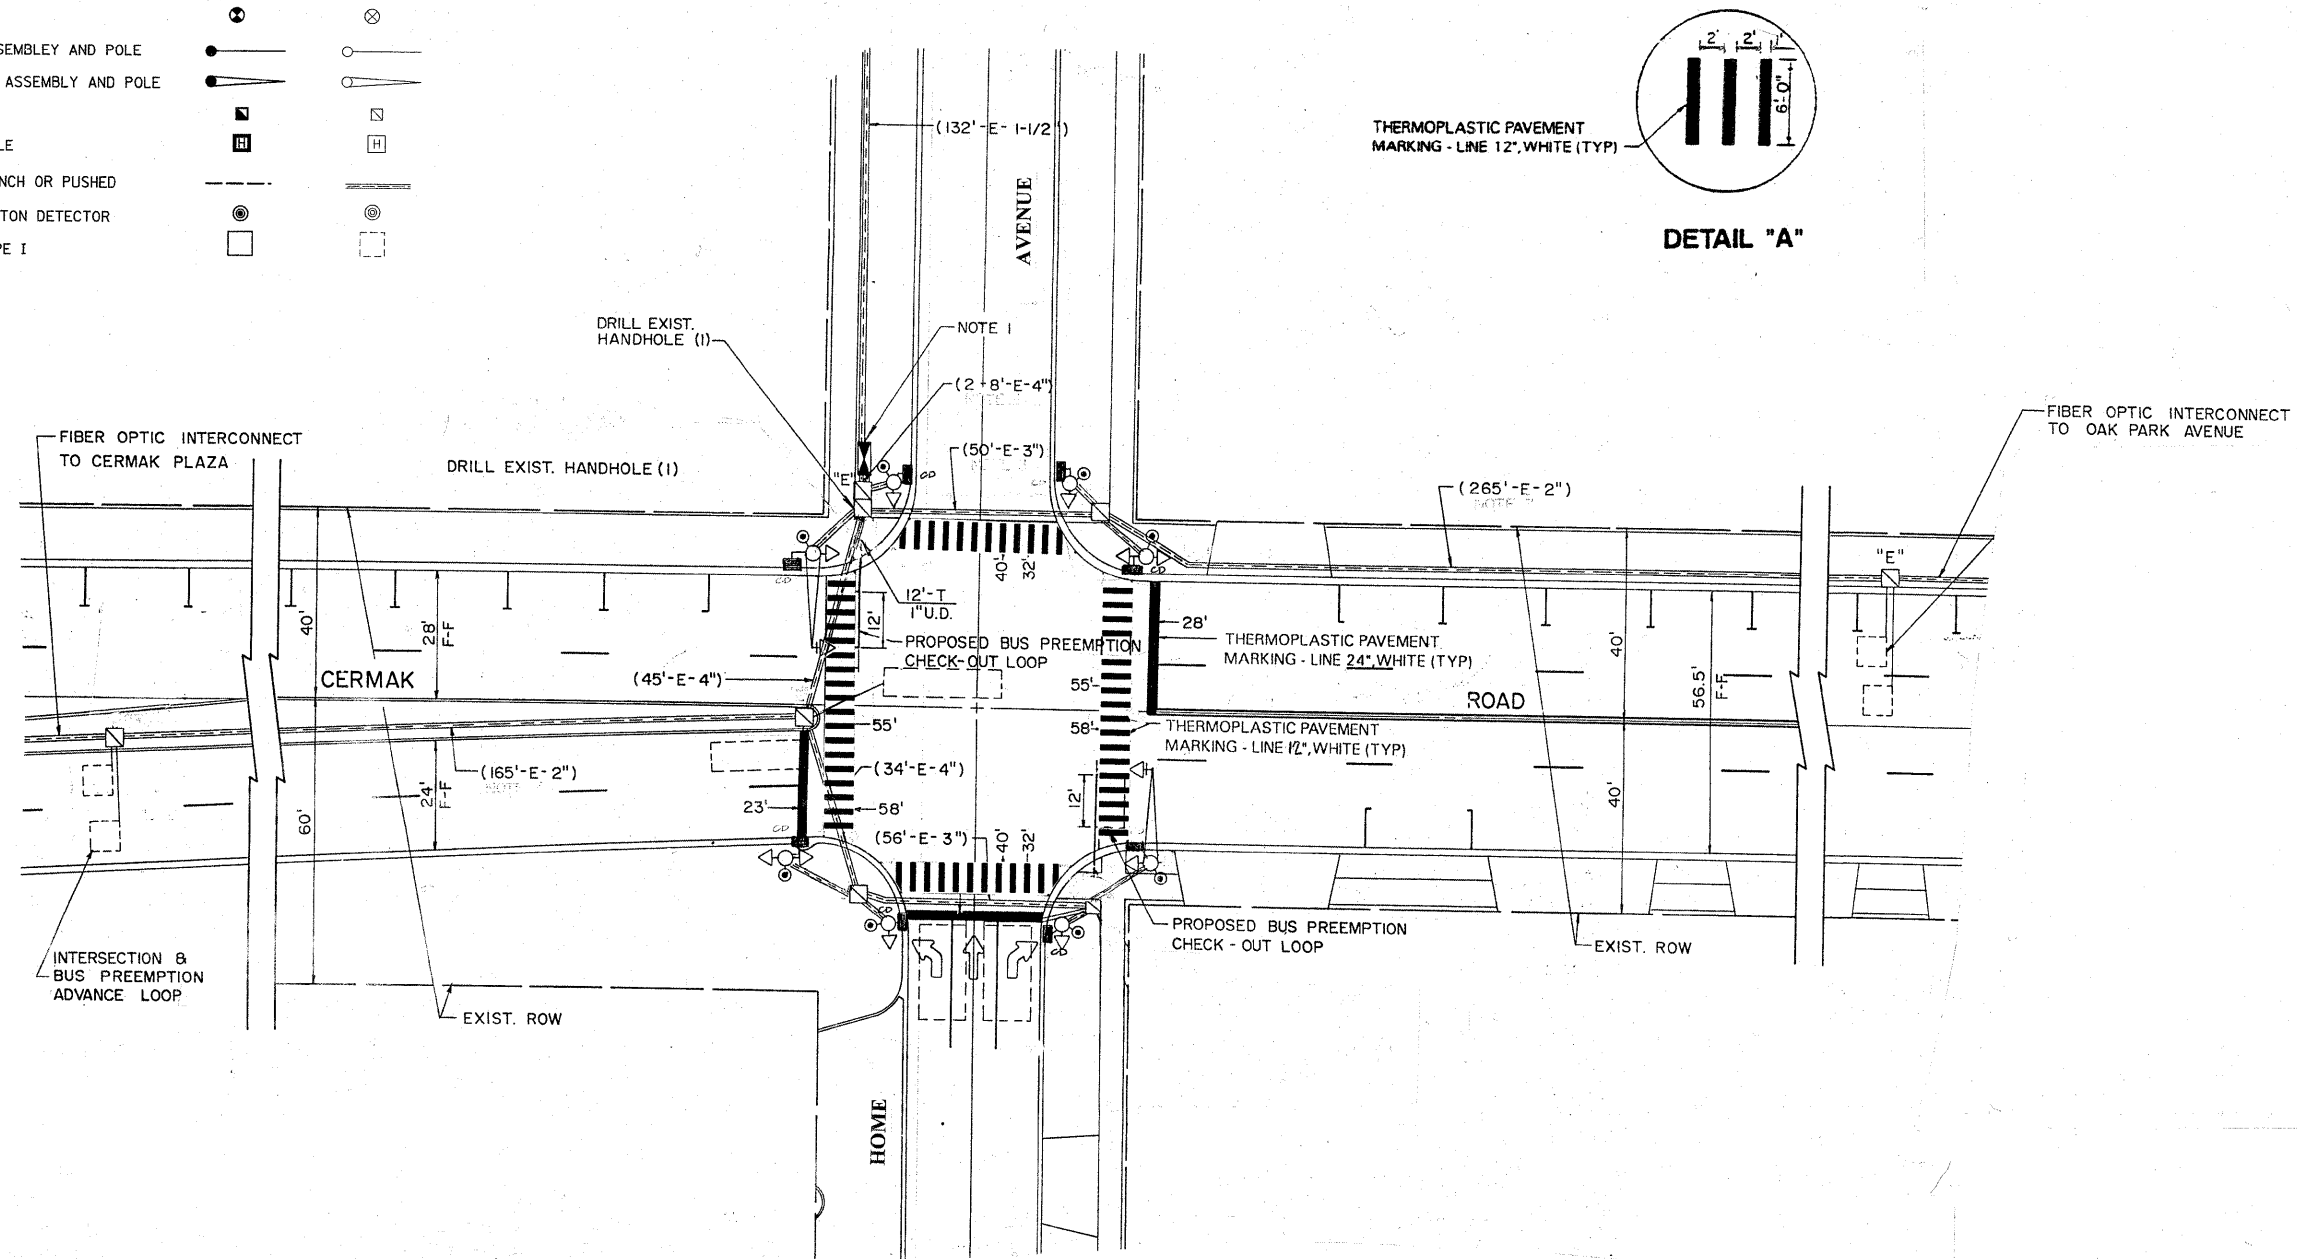 SEMBLEY AND POLE
ASSEMBLY AND POLE
LE
H
H
NCH OR PUSHED
TON DETECTOR
PE I
2'
2'
1'
6'-0"
THERMOPLASTIC PAVEMENT
MARKING - LINE 12", WHITE (TYP)
DETAIL "A"
(132'-E- 1-1/2")
AVENUE
DRILL EXIST.
HANDHOLE (1)
NOTE 1
(2-8'-E-4")
(50'-E-3")
FIBER OPTIC INTERCONNECT
TO CERMAK PLAZA
DRILL EXIST. HANDHOLE (1)
"E"
CD
(265'-E-2")
FIBER OPTIC INTERCONNECT
TO OAK PARK AVENUE
"E"
CD
CD
40'
32'
40'
28'
F-F
12'-T
1"U.D.
12'
PROPOSED BUS PREEMPTION
CHECK-OUT LOOP
28'
THERMOPLASTIC PAVEMENT
MARKING - LINE 24", WHITE (TYP)
40'
56.5'
F-F
CERMAK
(45'-E-4")
55'
ROAD
55'
58'
THERMOPLASTIC PAVEMENT
MARKING - LINE 12", WHITE (TYP)
(165'-E-2")
24'
F-F
(34'-E-4")
23'
58'
12'
40'
60'
CD
(56'-E-3")
40'
32'
CD
CD
INTERSECTION &
BUS PREEMPTION
ADVANCE LOOP
EXIST. ROW
PROPOSED BUS PREEMPTION
CHECK - OUT LOOP
EXIST. ROW
HOME